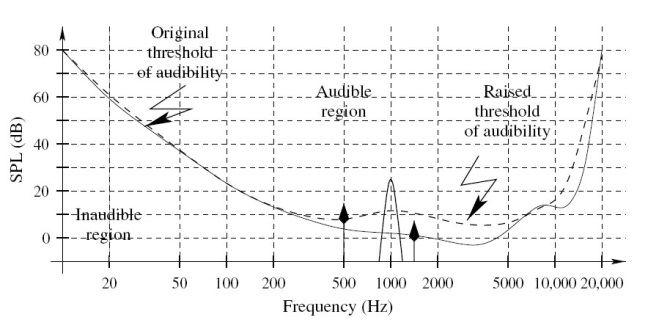 Original
threshold
of audibility
Audible
region
Raised
threshold
of audibility
Inaudible
region
SPL (dB)
80
60
40
20
0
20 50 100 200 500 1000 2000 5000 10,000 20,000
Frequency (Hz)